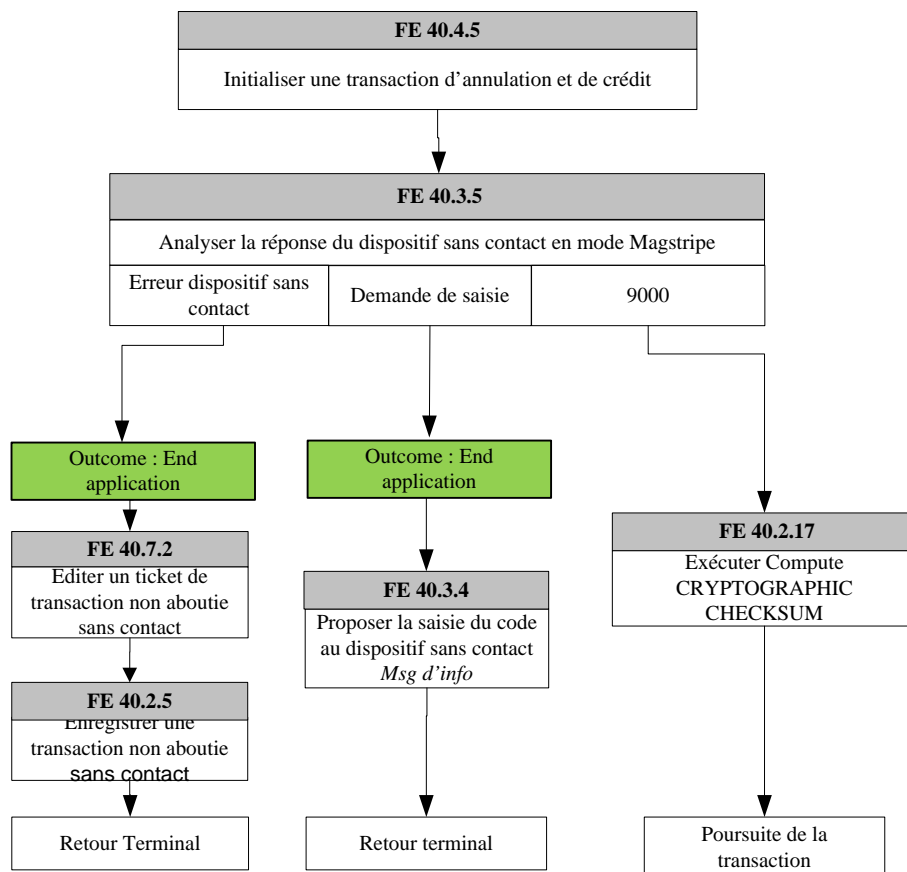 FE 40.4.5
Initialiser une transaction d'annulation et de crédit
FE 40.3.5
Analyser la réponse du dispositif sans contact en mode Magstripe
Erreur dispositif sans
contact
Demande de saisie
9000
Outcome : End
application
FE 40.7.2
Editer un ticket de
transaction non aboutie
sans contact
FE 40.2.5
Enregistrer une
transaction non aboutie
sans contact
Retour Terminal
Outcome : End
application
FE 40.3.4
Proposer la saisie du code
au dispositif sans contact
Msg d'info
Retour terminal
FE 40.2.17
Exécuter Compute
CRYPTOGRAPHIC
CHECKSUM
Poursuite de la
transaction